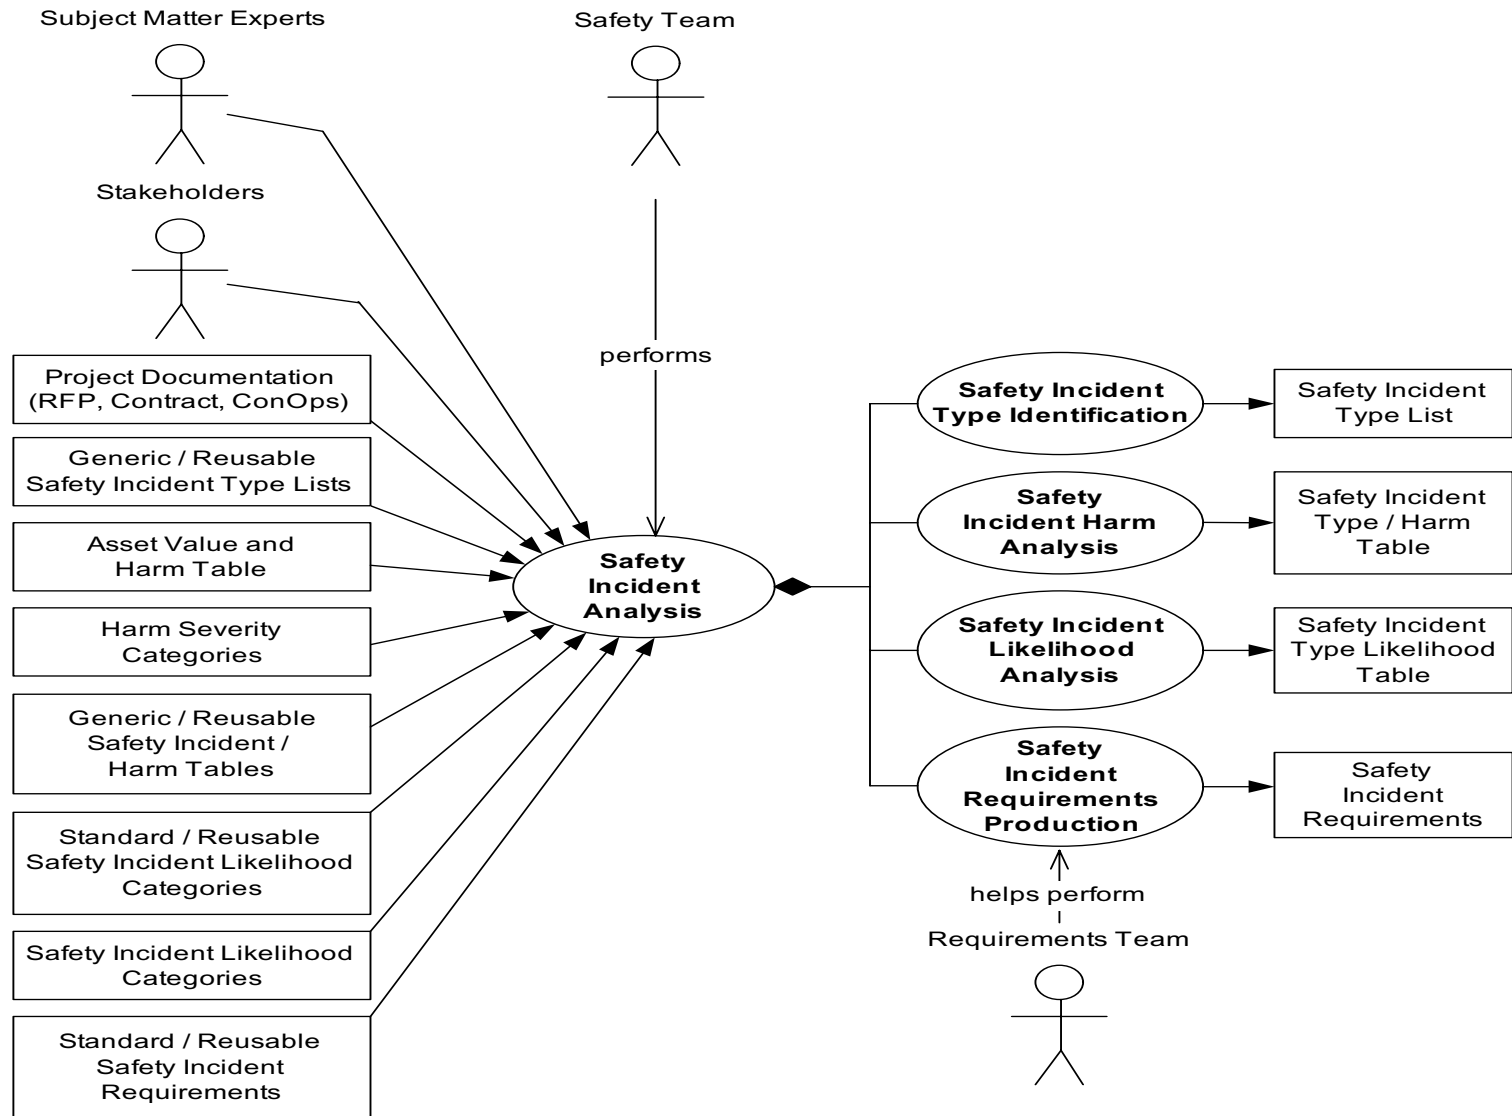 Subject Matter Experts
Safety Team
Stakeholders
performs
Project Documentation
(RFP, Contract, ConOps)
Generic / Reusable
Safety Incident Type Lists
Asset Value and
Harm Table
Harm Severity
Categories
Generic / Reusable
Safety Incident /
Harm Tables
Standard / Reusable
Safety Incident Likelihood
Categories
Safety Incident Likelihood
Categories
Standard / Reusable
Safety Incident
Requirements
Safety
Incident
Analysis
Safety Incident
Type Identification
Safety Incident
Type List
Safety
Incident Harm
Analysis
Safety Incident
Type / Harm
Table
Safety Incident
Likelihood
Analysis
Safety Incident
Type Likelihood
Table
Safety
Incident
Requirements
Production
Safety
Incident
Requirements
helps perform
Requirements Team